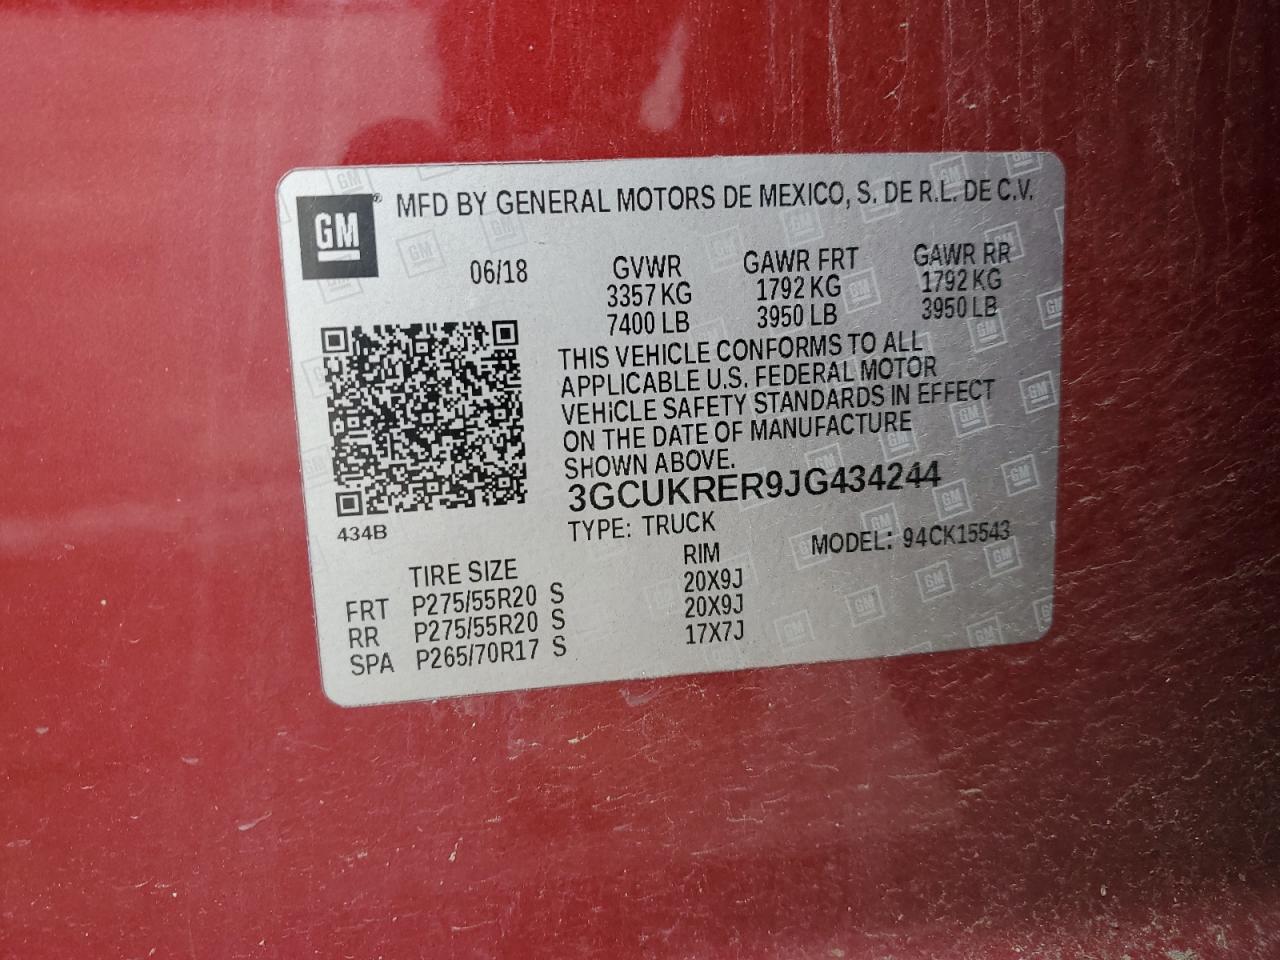 GM® MFD BY GENERAL MOTORS DE MEXICO, S. DE R.L. DE C.V.
06/18 GVWR GAWR FRT GAWR RR
3357 KG 1792 KG 1792 KG
7400 LB 3950 LB 3950 LB
THIS VEHICLE CONFORMS TO ALL
APPLICABLE U.S. FEDERAL MOTOR
VEHICLE SAFETY STANDARDS IN EFFECT
ON THE DATE OF MANUFACTURE
SHOWN ABOVE.
3GCUKRER9JG434244
434B
TYPE: TRUCK MODEL: 94CK15543
TIRE SIZE RIM
FRT P275/55R20 S 20X9J
RR P275/55R20 S 20X9J
SPA P265/70R17 S 17X7J